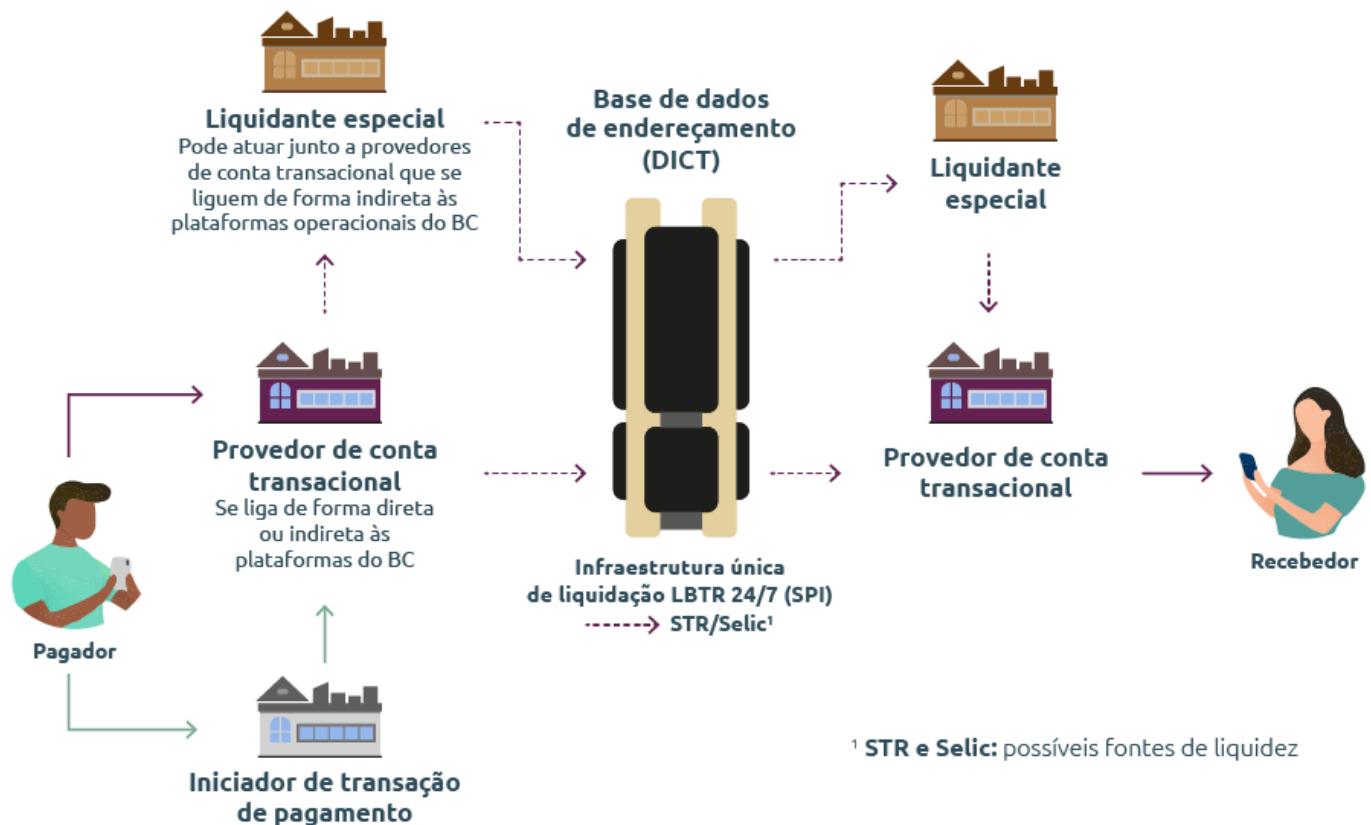 Liquidante especial
Pode atuar junto a provedores
de conta transacional que se
liguem de forma indireta às
plataformas operacionais do BC
Base de dados
de endereçamento
(DICT)
Liquidante
especial
Provedor de conta
transacional
Se liga de forma direta
ou indireta às
plataformas do BC
Provedor de conta
transacional
Pagador
Recebedor
Infraestrutura única
de liquidação LBTR 24/7 (SPI)
STR/Selic¹
Iniciador de transação
de pagamento
¹ STR e Selic: possíveis fontes de liquidez